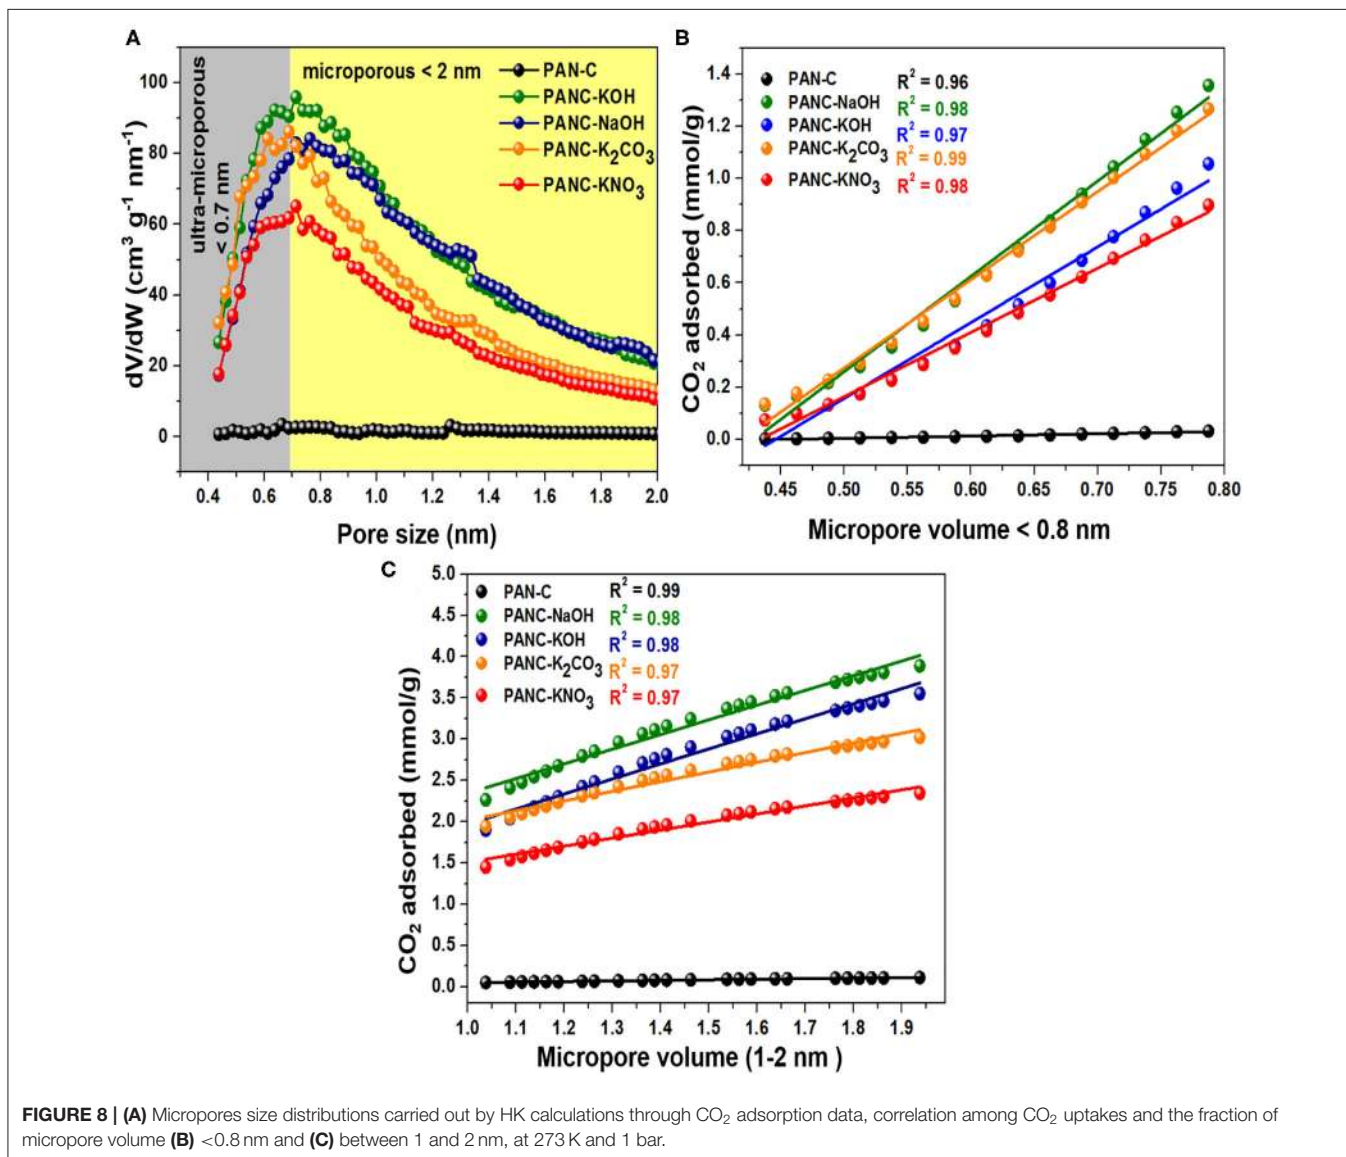 A
ultra-microporous
< 0.7 nm
microporous < 2 nm
PAN-C
PANC-KOH
PANC-NaOH
PANC-K₂CO₃
PANC-KNO₃
dV/dW (cm³ g⁻¹ nm⁻¹)
100
80
60
40
20
0
0.4 0.6 0.8 1.0 1.2 1.4 1.6 1.8 2.0
Pore size (nm)
B
PAN-C R² = 0.96
PANC-NaOH R² = 0.98
PANC-KOH R² = 0.97
PANC-K₂CO₃ R² = 0.99
PANC-KNO₃ R² = 0.98
CO₂ adsorbed (mmol/g)
1.4
1.2
1.0
0.8
0.6
0.4
0.2
0.0
0.45 0.50 0.55 0.60 0.65 0.70 0.75 0.80
Micropore volume < 0.8 nm
C
PAN-C R² = 0.99
PANC-NaOH R² = 0.98
PANC-KOH R² = 0.98
PANC-K₂CO₃ R² = 0.97
PANC-KNO₃ R² = 0.97
CO₂ adsorbed (mmol/g)
5.0
4.5
4.0
3.5
3.0
2.5
2.0
1.5
1.0
0.5
0.0
1.0 1.1 1.2 1.3 1.4 1.5 1.6 1.7 1.8 1.9
Micropore volume (1-2 nm )
FIGURE 8 | (A) Micropores size distributions carried out by HK calculations through CO₂ adsorption data, correlation among CO₂ uptakes and the fraction of
micropore volume (B) <0.8 nm and (C) between 1 and 2 nm, at 273 K and 1 bar.